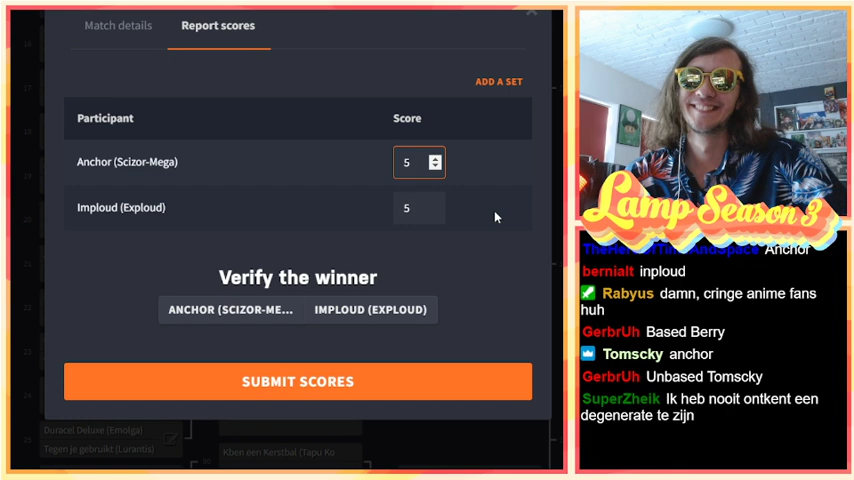 Match details
Report scores
ADD A SET
Participant
Score
Anchor (Scizor-Mega)
5
Imploud (Exploud)
5
Verify the winner
ANCHOR (SCIZOR-ME...
IMPLOUD (EXPLOUD)
SUBMIT SCORES
Duracel Deluxe (Emolga)
Tegen je gebruikt (Lurantis)
Kben een Kerstbal (Tapu Ko
Lamp Season 3
Anchor
bernialt inploud
Rabyus damn, cringe anime fans
huh
GerbrUh Based Berry
Tomscky anchor
GerbrUh Unbased Tomscky
SuperZheik Ik heb nooit ontkent een
degenerate te zijn